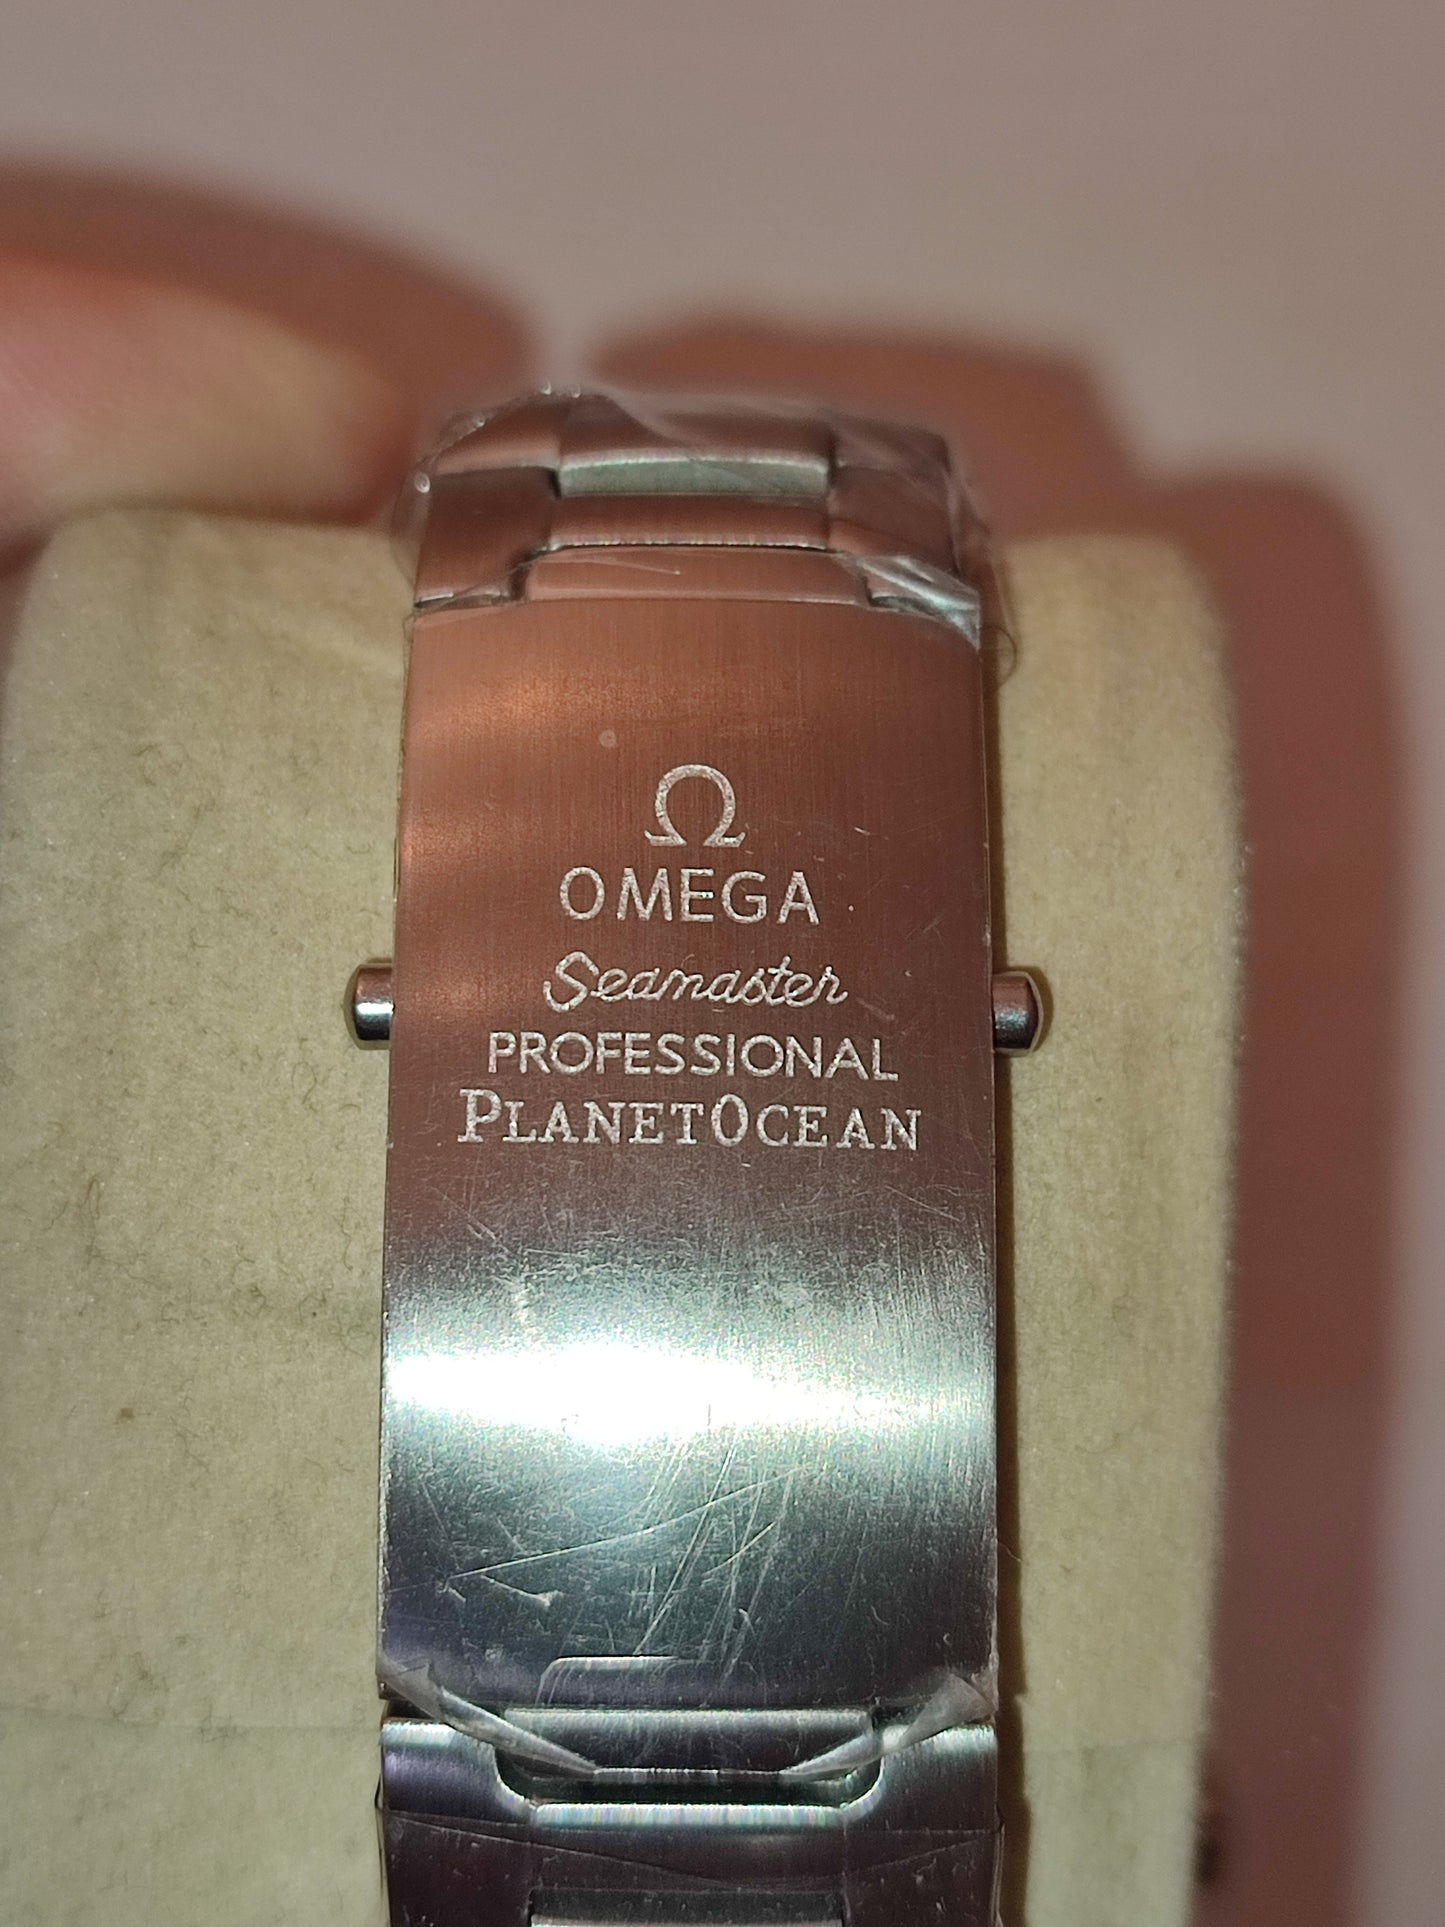 Ω
OMEGA
Seamaster
PROFESSIONAL
PLANETOCEAN